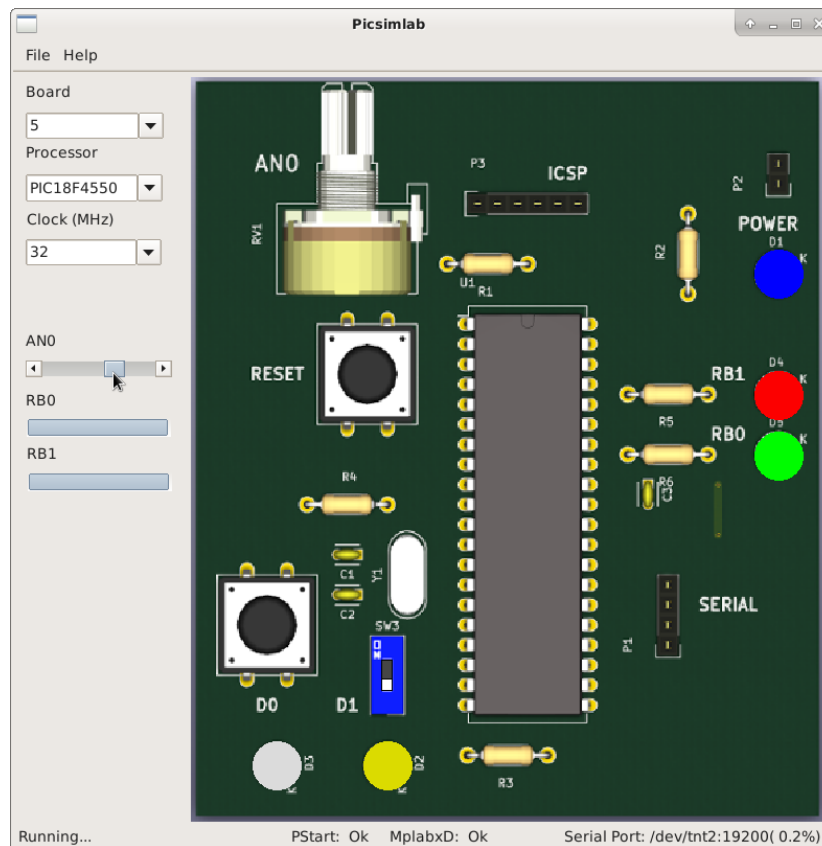 Picsimlab
File Help
Board
5
Processor
PIC18F4550
Clock (MHz)
32
AN0
RB0
RB1
AN0
P3
ICSP
P2
RV1
POWER
D1
K
R2
U1
R1
RESET
RB1
D4
K
R5
RB0
D5
K
R6
C3
R4
C1
Y1
C2
SW3
ON
SERIAL
P1
D0
D1
D3
K
D2
K
R3
Running...
PStart: Ok MplabxD: Ok Serial Port: /dev/tnt2:19200( 0.2%)